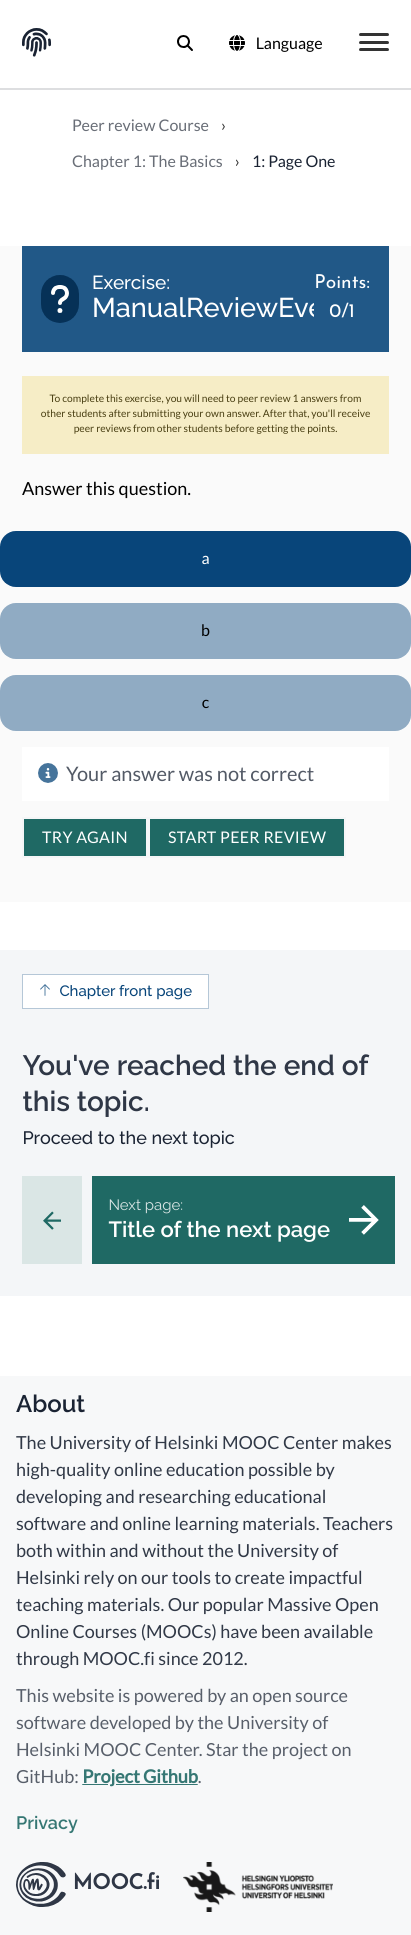 Language
Peer review Course ›
Chapter 1: The Basics › 1: Page One
Exercise:
ManualReviewEve
Points:
0/1
To complete this exercise, you will need to peer review 1 answers from
other students after submitting your own answer. After that, you'll receive
peer reviews from other students before getting the points.
Answer this question.
a
b
c
Your answer was not correct
TRY AGAIN
START PEER REVIEW
Chapter front page
You've reached the end of
this topic.
Proceed to the next topic
Next page:
Title of the next page
About
The University of Helsinki MOOC Center makes
high-quality online education possible by
developing and researching educational
software and online learning materials. Teachers
both within and without the University of
Helsinki rely on our tools to create impactful
teaching materials. Our popular Massive Open
Online Courses (MOOCs) have been available
through MOOC.fi since 2012.
This website is powered by an open source
software developed by the University of
Helsinki MOOC Center. Star the project on
GitHub: Project Github.
Privacy
MOOC.fi
HELSINGIN YLIOPISTO
HELSINGFORS UNIVERSITET
UNIVERSITY OF HELSINKI